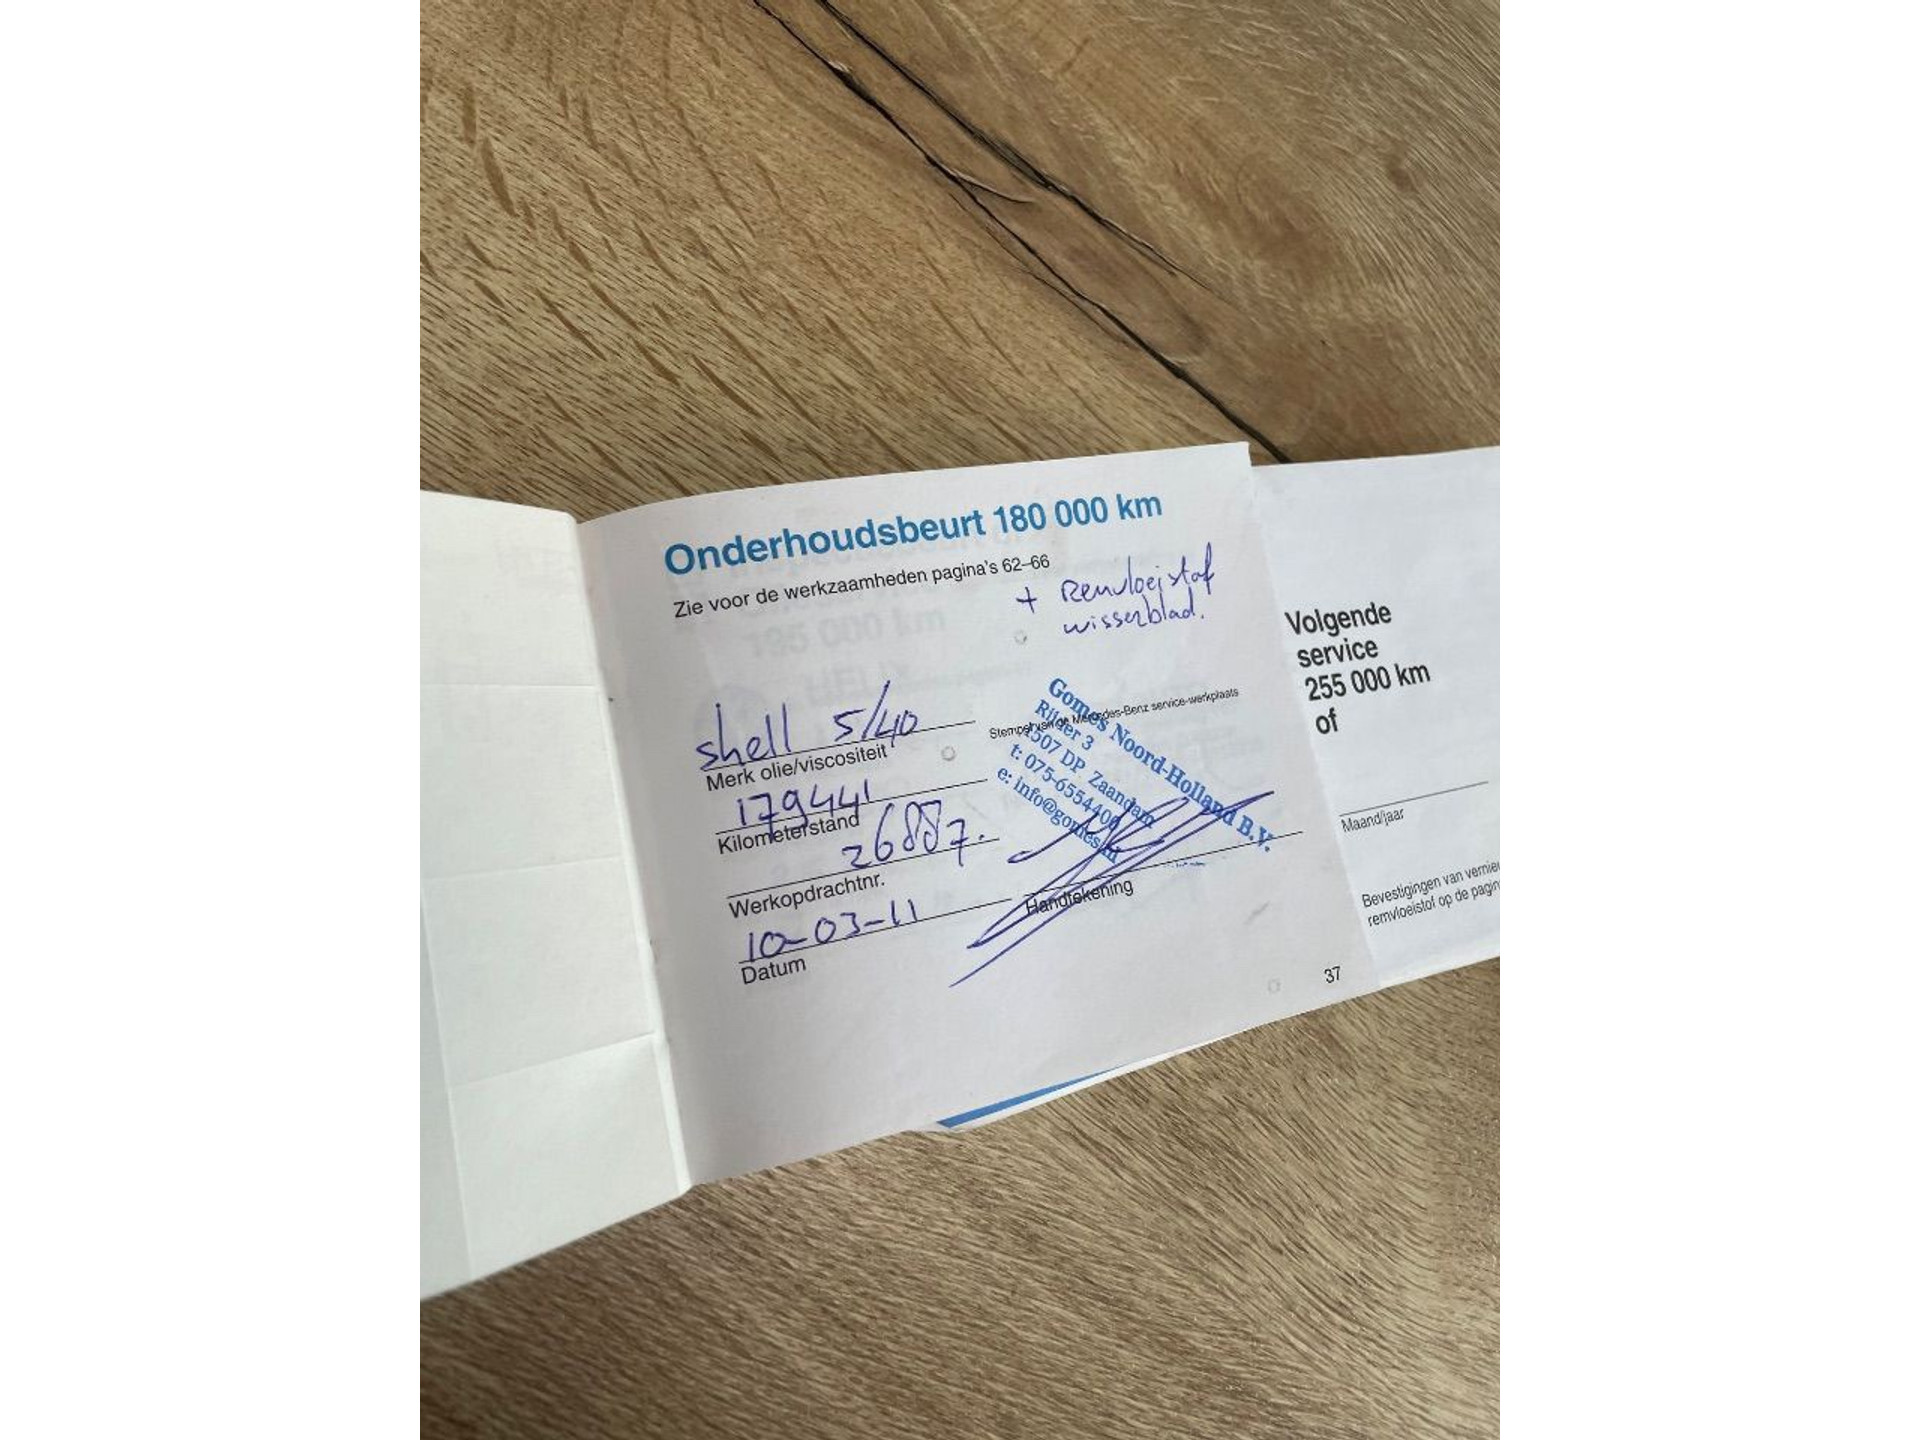 Onderhoudsbeurt 180 000 km
Zie voor de werkzaamheden pagina's 62–66
+ Remvloeistof
wisserblad.
shell 5/40
Merk olie/viscositeit
179441
Kilometerstand
26887.
Werkopdrachtnr.
10-03-11
Datum
Stempel van de Mercedes-Benz service-werkplaats
Gomes Noord-Holland B.V.
Rijder 3
1507 DP Zaandam
t: 075-6554400
e: info@gomes.nl
Handtekening
37
Volgende
service
255 000 km
of
Maand/jaar
Bevestigingen van
remvloeistof op de